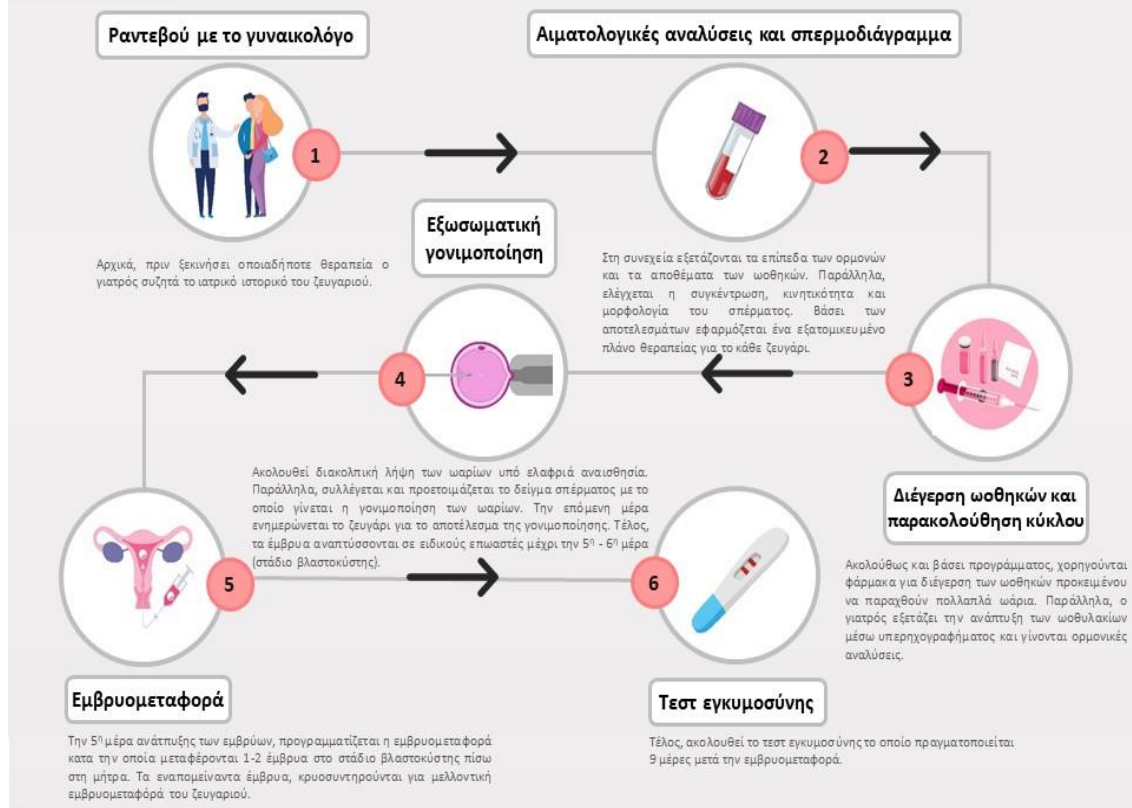 Ραντεβού με το γυναικολόγο
1
Αρχικά, πριν ξεκινήσει οποιαδήποτε θεραπεία ο
γιατρός συζητά το ιατρικό ιστορικό του ζευγαριού.
Αιματολογικές αναλύσεις και σπερμοδιάγραμμα
2
Στη συνεχεία εξετάζονται τα επίπεδα των ορμονών
και τα αποθέματα των ωοθηκών. Παράλληλα,
ελέγχεται η συγκέντρωση, κινητικότητα και
μορφολογία του σπέρματος. Βάσει των
αποτελεσμάτων εφαρμόζεται ένα εξατομικευμένο
πλάνο θεραπείας για το κάθε ζευγάρι.
3
Διέγερση ωοθηκών και
παρακολούθηση κύκλου
Ακολούθως και βάσει προγράμματος, χορηγούνται
φάρμακα για διέγερση των ωοθηκών προκειμένου
να παραχθούν πολλαπλά ωάρια. Παράλληλα, ο
γιατρός εξετάζει την ανάπτυξη των ωοθυλακίων
μέσω υπερηχογραφήματος και γίνονται ορμονικές
αναλύσεις.
Εξωσωματική
γονιμοποίηση
4
Ακολουθεί διακολπική λήψη των ωαρίων υπό ελαφριά αναισθησία.
Παράλληλα, συλλέγεται και προετοιμάζεται το δείγμα σπέρματος με το
οποίο γίνεται η γονιμοποίηση των ωαρίων. Την επόμενη μέρα
ενημερώνεται το ζευγάρι για το αποτέλεσμα της γονιμοποίησης. Τέλος,
τα έμβρυα αναπτύσσονται σε ειδικούς επωαστές μέχρι την 5η - 6η μέρα
(στάδιο βλαστοκύστης).
5
Εμβρυομεταφορά
Την 5η μέρα ανάτπυξης των εμβρύων, προγραμματίζεται η εμβρυομεταφορά
κατα την οποία μεταφέρονται 1-2 έμβρυα στο στάδιο βλαστοκύστης πίσω
στη μήτρα. Τα εναπομείναντα έμβρυα, κρυοσυντηρούνται για μελλοντική
εμβρυομεταφόρά του ζευγαριού.
6
Τεστ εγκυμοσύνης
Τέλος, ακολουθεί το τεστ εγκυμοσύνης το οποίο πραγματοποιείται
9 μέρες μετά την εμβρυομεταφορά.